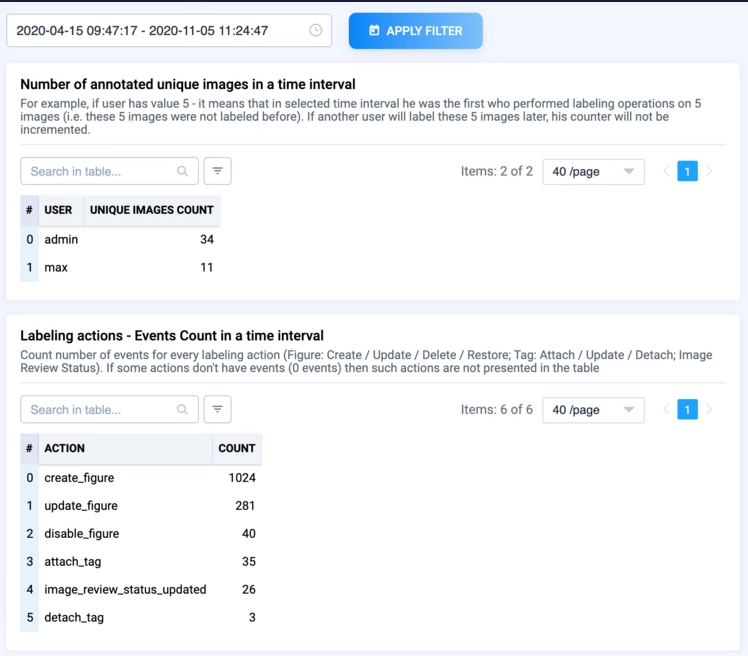 2020-04-15 09:47:17 - 2020-11-05 11:24:47 APPLY FILTER
Number of annotated unique images in a time interval
For example, if user has value 5 - it means that in selected time interval he was the first who performed labeling operations on 5
images (i.e. these 5 images were not labeled before). If another user will label these 5 images later, his counter will not be
incremented.
Search in table... Items: 2 of 2 40 /page 1
# USER UNIQUE IMAGES COUNT
0 admin 34
1 max 11
Labeling actions - Events Count in a time interval
Count number of events for every labeling action (Figure: Create / Update / Delete / Restore; Tag: Attach / Update / Detach; Image
Review Status). If some actions don't have events (0 events) then such actions are not presented in the table
Search in table... Items: 6 of 6 40 /page 1
# ACTION COUNT
0 create_figure 1024
1 update_figure 281
2 disable_figure 40
3 attach_tag 35
4 image_review_status_updated 26
5 detach_tag 3